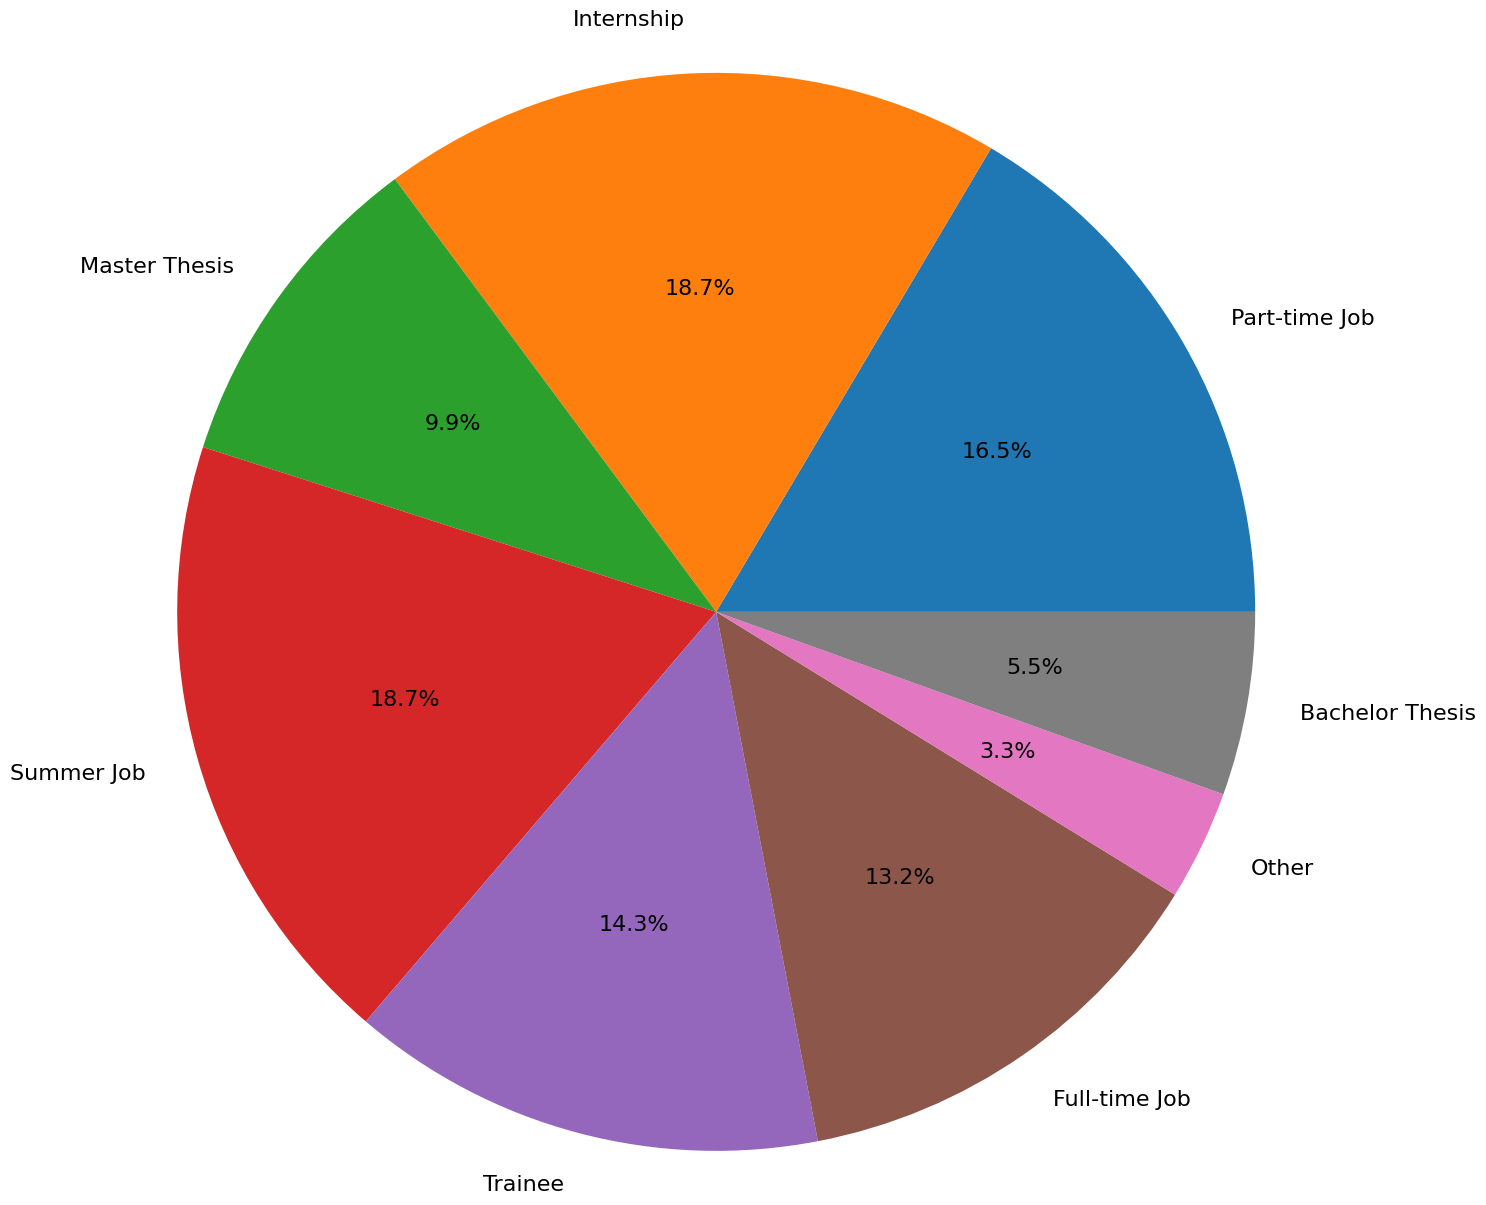 Internship
Part-time Job
Master Thesis
18.7%
9.9%
16.5%
18.7%
5.5%
Bachelor Thesis
3.3%
Summer Job
Other
13.2%
14.3%
Full-time Job
Trainee